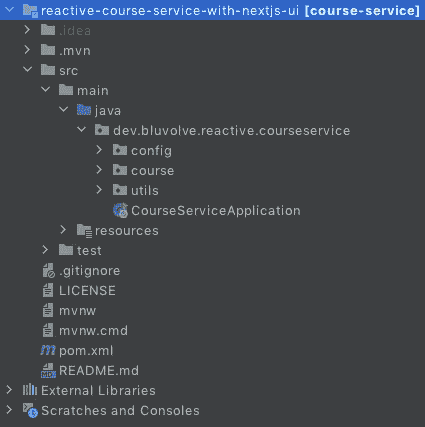 reactive-course-service-with-nextjs-ui [course-service]
.idea
.mvn
src
main
java
dev.bluvolve.reactive.courseservice
config
course
utils
CourseServiceApplication
resources
test
.gitignore
LICENSE
mvnw
mvnw.cmd
pom.xml
README.md
External Libraries
Scratches and Consoles